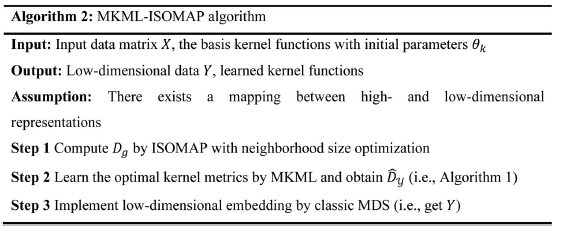 Algorithm 2: MKML-ISOMAP algorithm
Input: Input data matrix X, the basis kernel functions with initial parameters θ_k
Output: Low-dimensional data Y, learned kernel functions
Assumption: There exists a mapping between high- and low-dimensional
representations
Step 1 Compute D_g by ISOMAP with neighborhood size optimization
Step 2 Learn the optimal kernel metrics by MKML and obtain D̂_y (i.e., Algorithm 1)
Step 3 Implement low-dimensional embedding by classic MDS (i.e., get Y)